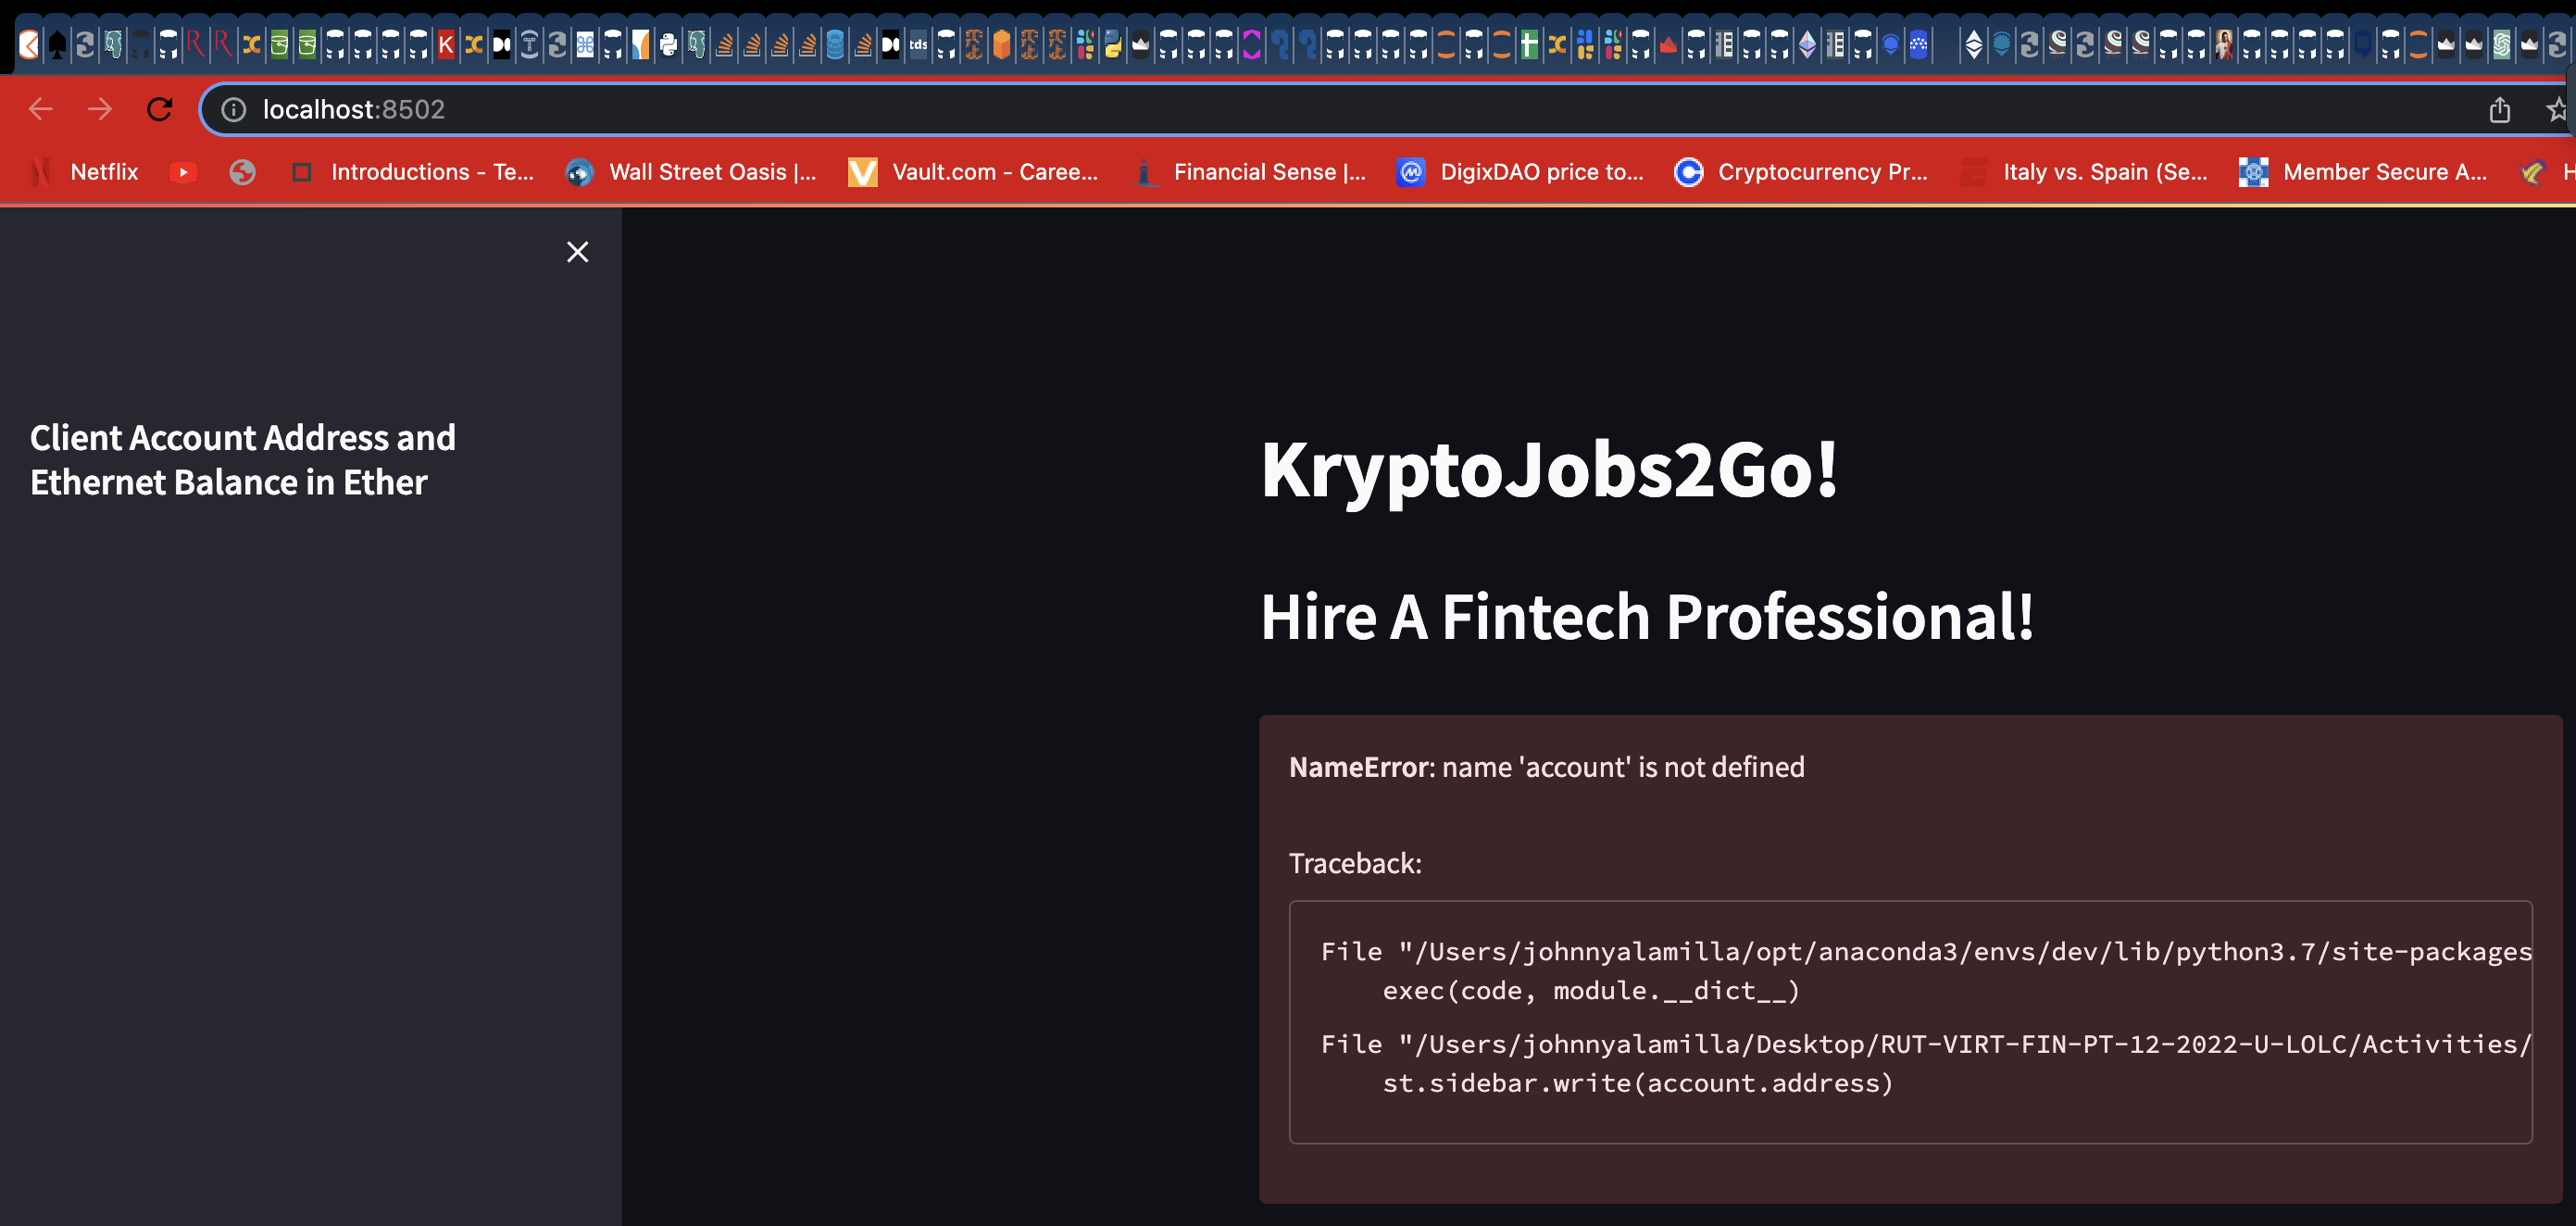 tds
localhost:8502
Netflix
Introductions - Te...
Wall Street Oasis |...
Vault.com - Caree...
Financial Sense |...
DigixDAO price to...
Cryptocurrency Pr...
Italy vs. Spain (Se...
Member Secure A...
H
Client Account Address and
Ethernet Balance in Ether
KryptoJobs2Go!
Hire A Fintech Professional!
NameError: name 'account' is not defined
Traceback:
File "/Users/johnnyalamilla/opt/anaconda3/envs/dev/lib/python3.7/site-packages
exec(code, module.__dict__)
File "/Users/johnnyalamilla/Desktop/RUT-VIRT-FIN-PT-12-2022-U-LOLC/Activities/
st.sidebar.write(account.address)